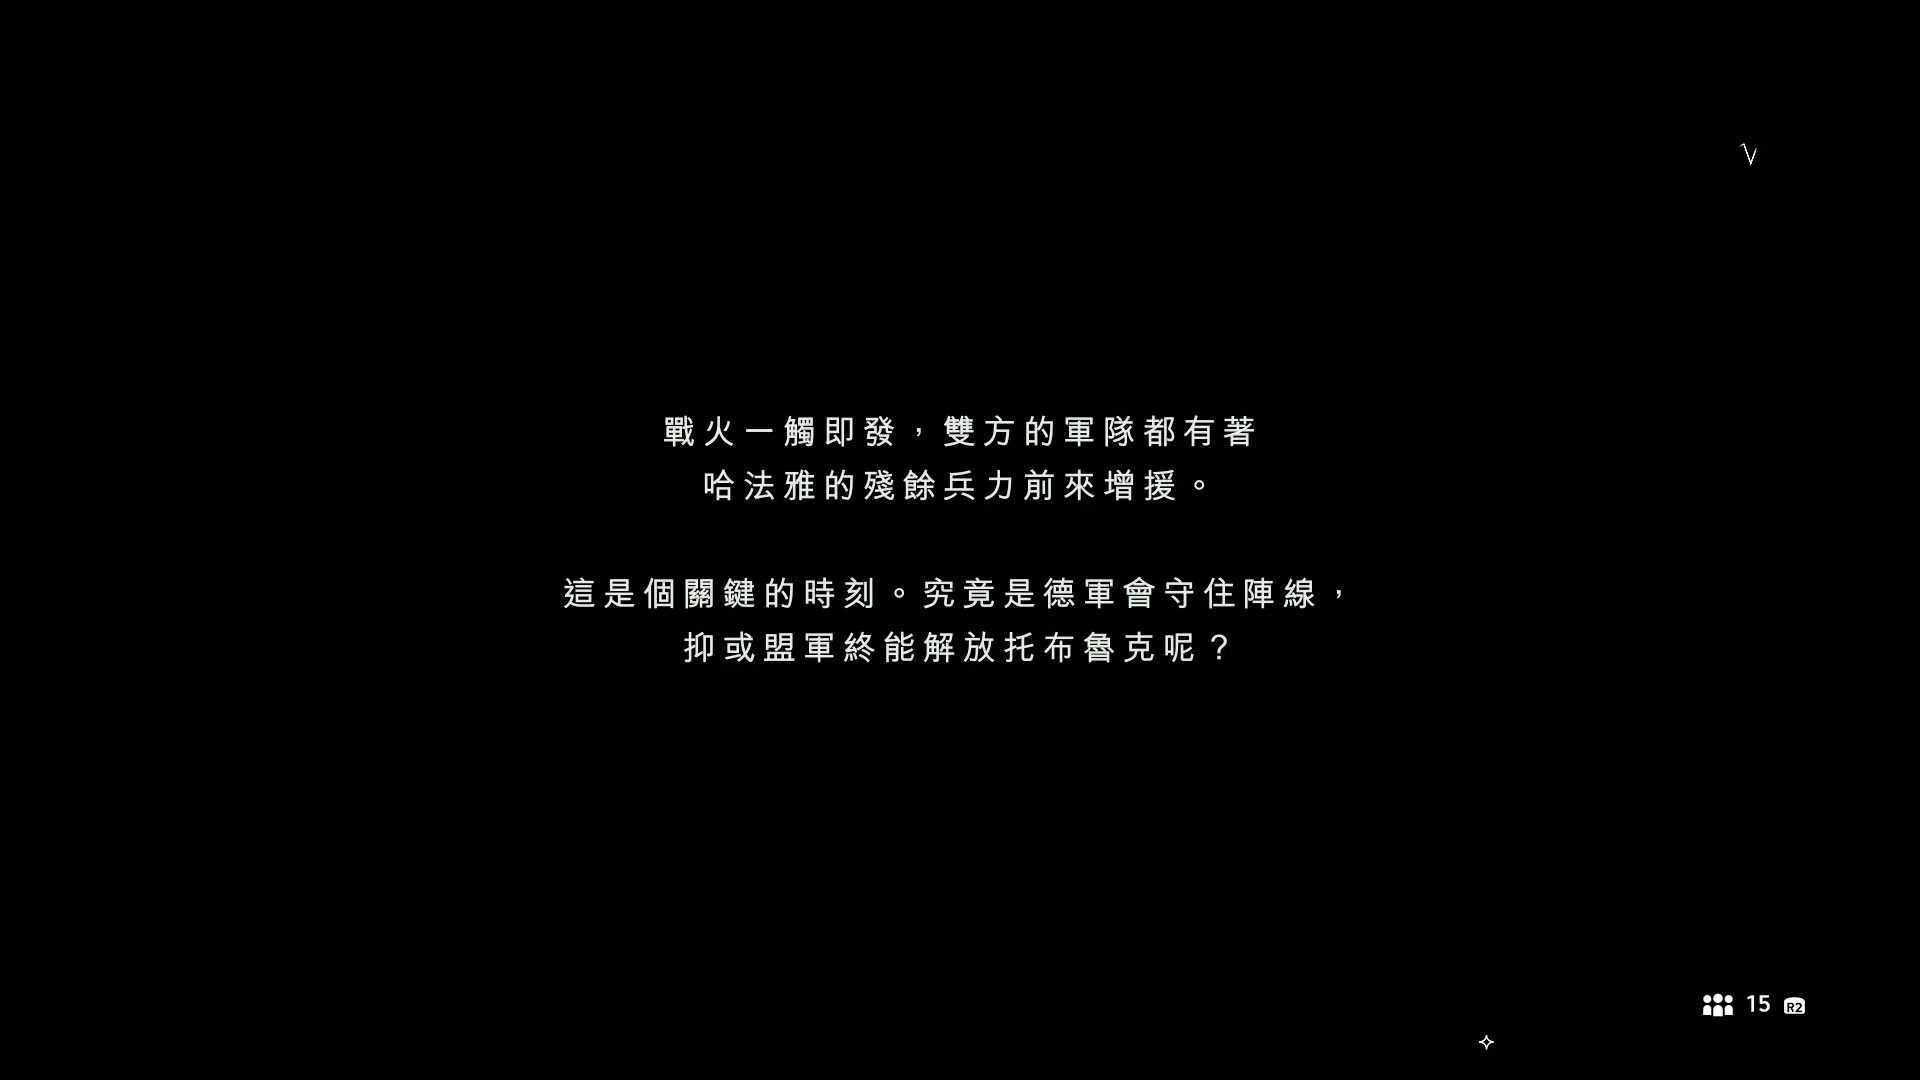 戰火一觸即發，雙方的軍隊都有著
哈法雅的殘餘兵力前來增援。
這是個關鍵的時刻。究竟是德軍會守住陣線，
抑或盟軍終能解放托布魯克呢？
15 R2